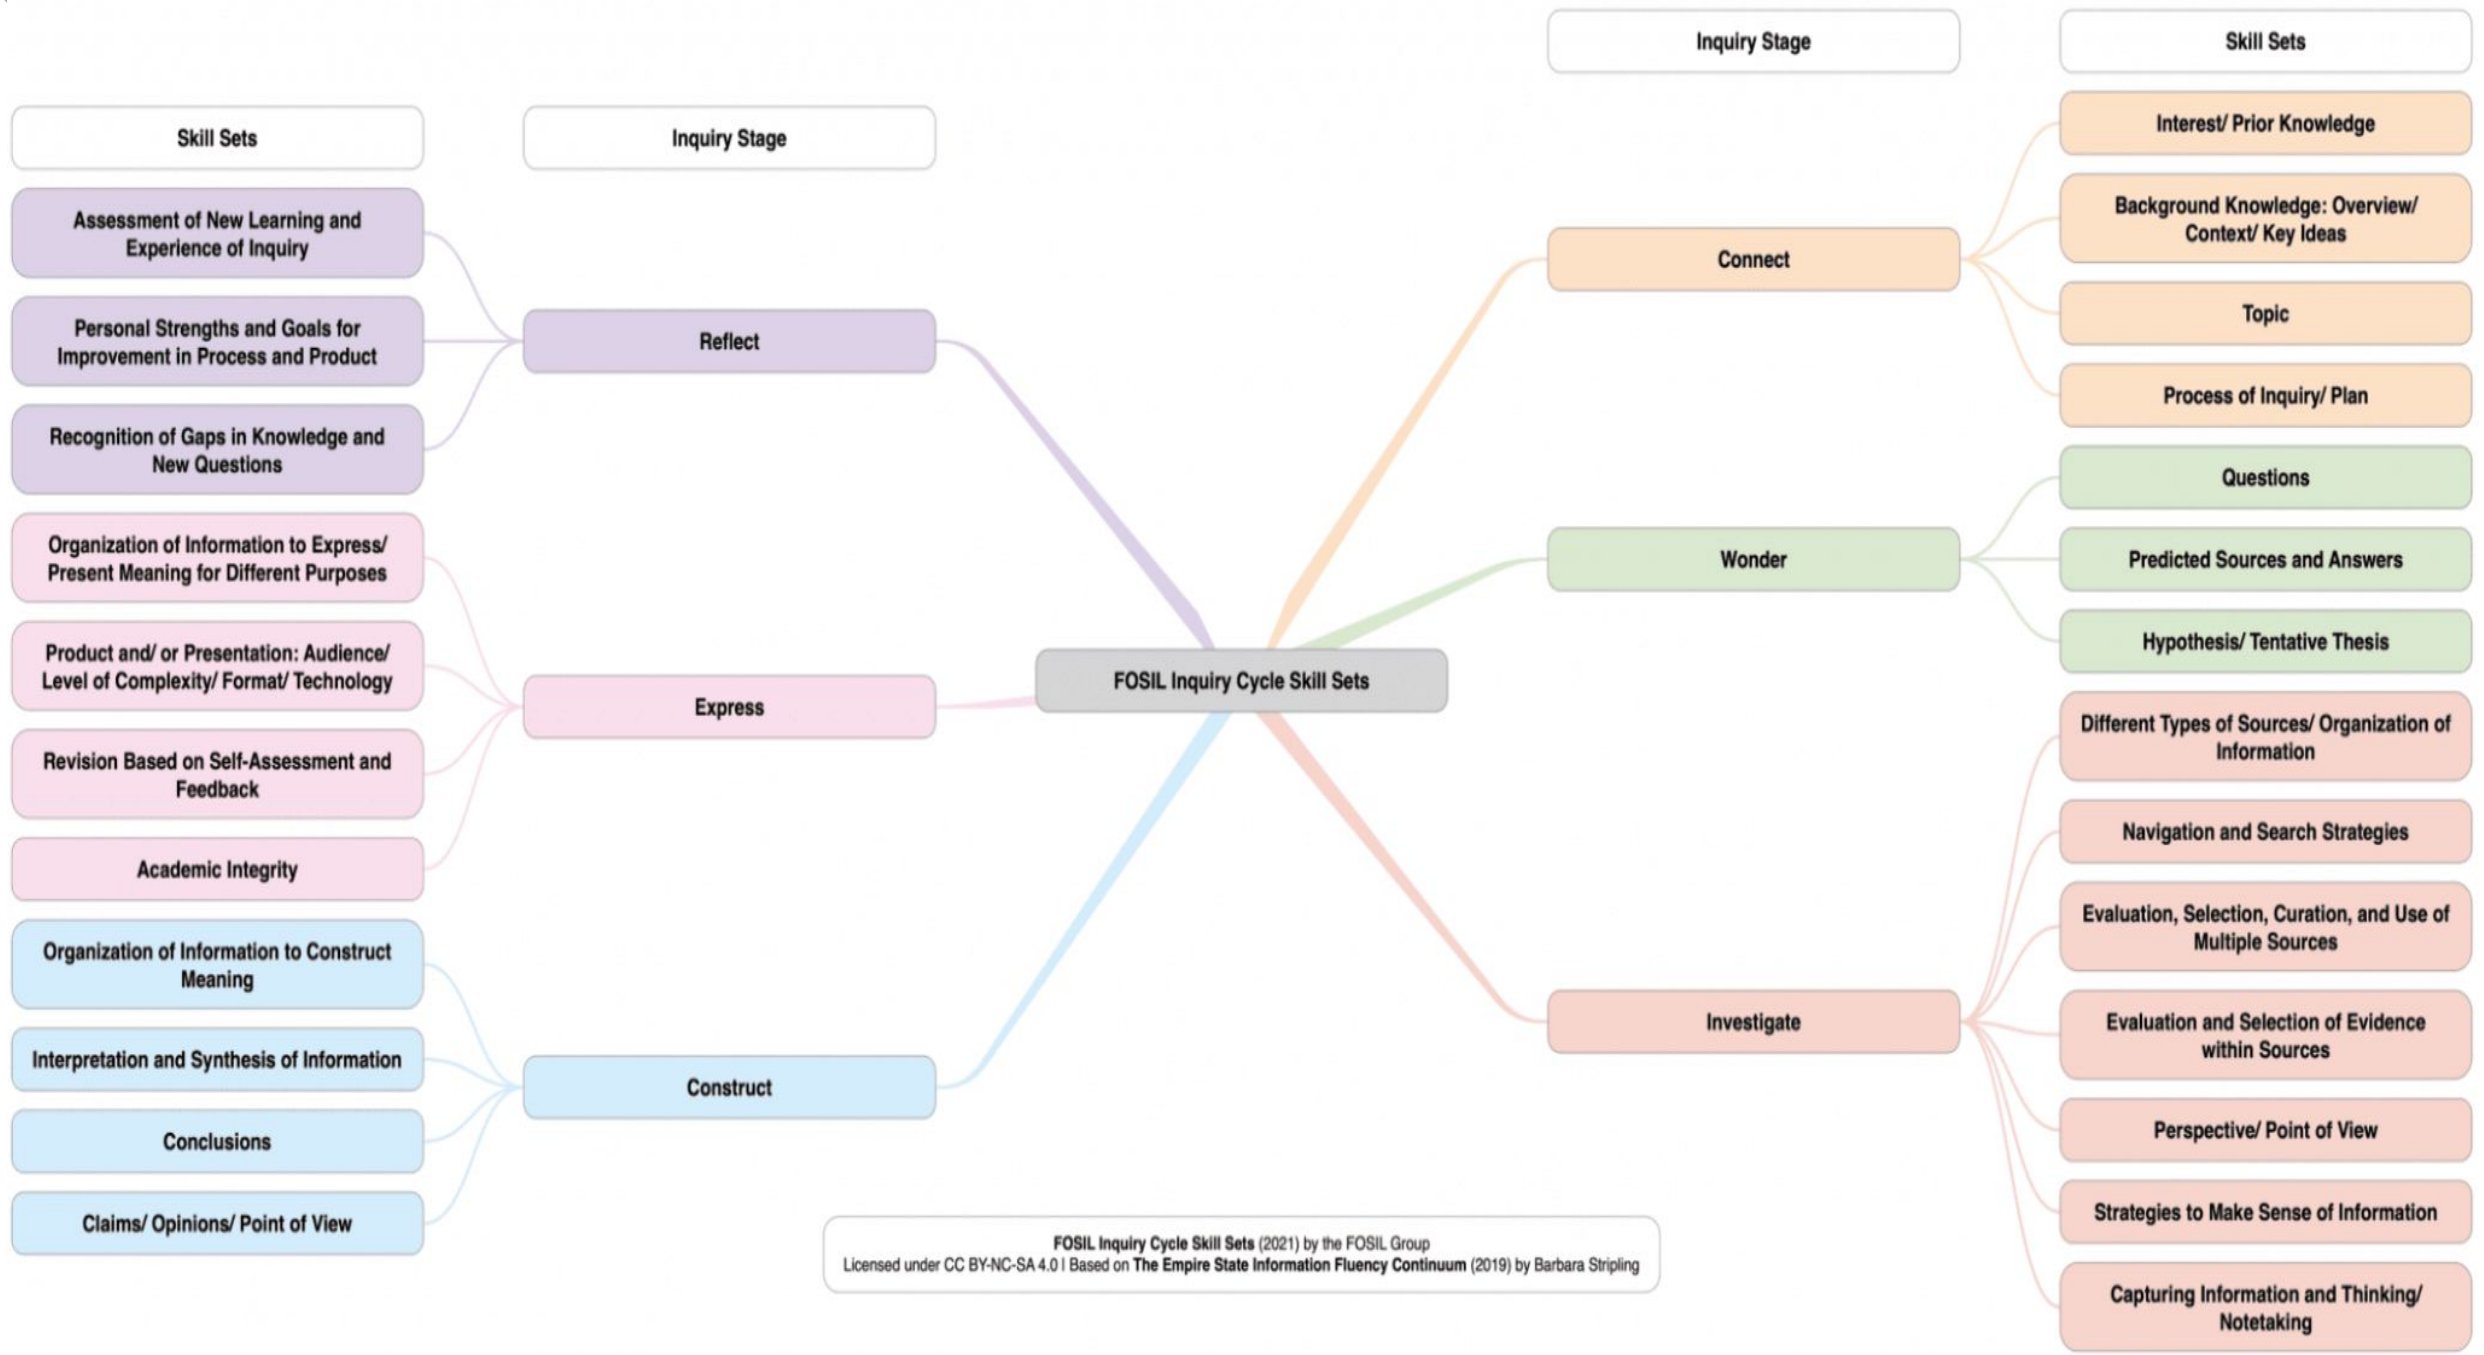 Inquiry Stage
Skill Sets
Skill Sets
Inquiry Stage
Assessment of New Learning and
Experience of Inquiry
Personal Strengths and Goals for
Improvement in Process and Product
Recognition of Gaps in Knowledge and
New Questions
Reflect
Organization of Information to Express/
Present Meaning for Different Purposes
Product and/ or Presentation: Audience/
Level of Complexity/ Format/ Technology
Revision Based on Self-Assessment and
Feedback
Academic Integrity
Express
Organization of Information to Construct
Meaning
Interpretation and Synthesis of Information
Conclusions
Claims/ Opinions/ Point of View
Construct
FOSIL Inquiry Cycle Skill Sets
Connect
Interest/ Prior Knowledge
Background Knowledge: Overview/
Context/ Key Ideas
Topic
Process of Inquiry/ Plan
Wonder
Questions
Predicted Sources and Answers
Hypothesis/ Tentative Thesis
Investigate
Different Types of Sources/ Organization of
Information
Navigation and Search Strategies
Evaluation, Selection, Curation, and Use of
Multiple Sources
Evaluation and Selection of Evidence
within Sources
Perspective/ Point of View
Strategies to Make Sense of Information
Capturing Information and Thinking/
Notetaking
FOSIL Inquiry Cycle Skill Sets (2021) by the FOSIL Group
Licensed under CC BY-NC-SA 4.0 | Based on The Empire State Information Fluency Continuum (2019) by Barbara Stripling